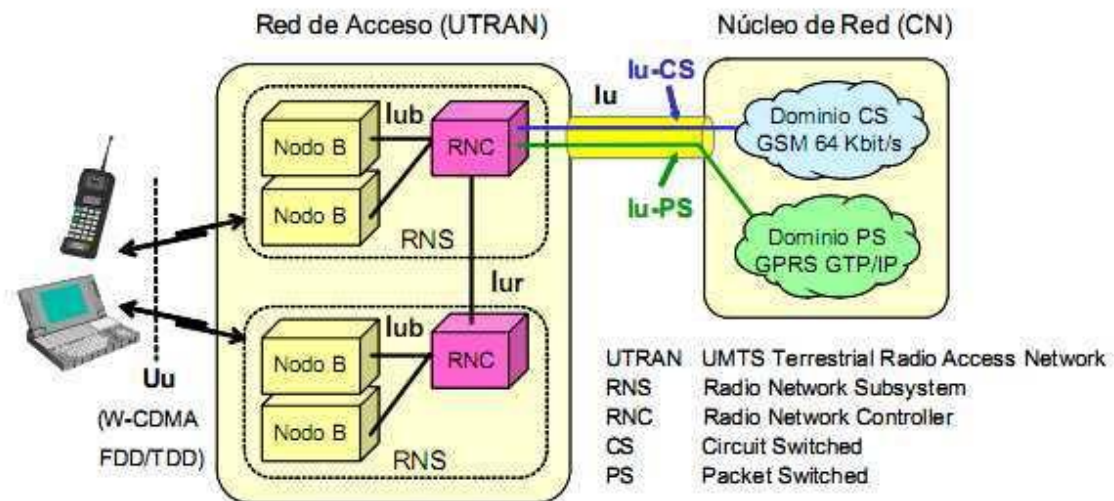 Red de Acceso (UTRAN)
Núcleo de Red (CN)
Iu-CS
Iu
Iub
Nodo B
RNC
Nodo B
RNS
Dominio CS
GSM 64 Kbit/s
Iu-PS
Dominio PS
GPRS GTP/IP
Iur
Iub
Nodo B
RNC
Nodo B
RNS
Uu
(W-CDMA
FDD/TDD)
UTRAN UMTS Terrestrial Radio Access Network
RNS Radio Network Subsystem
RNC Radio Network Controller
CS Circuit Switched
PS Packet Switched